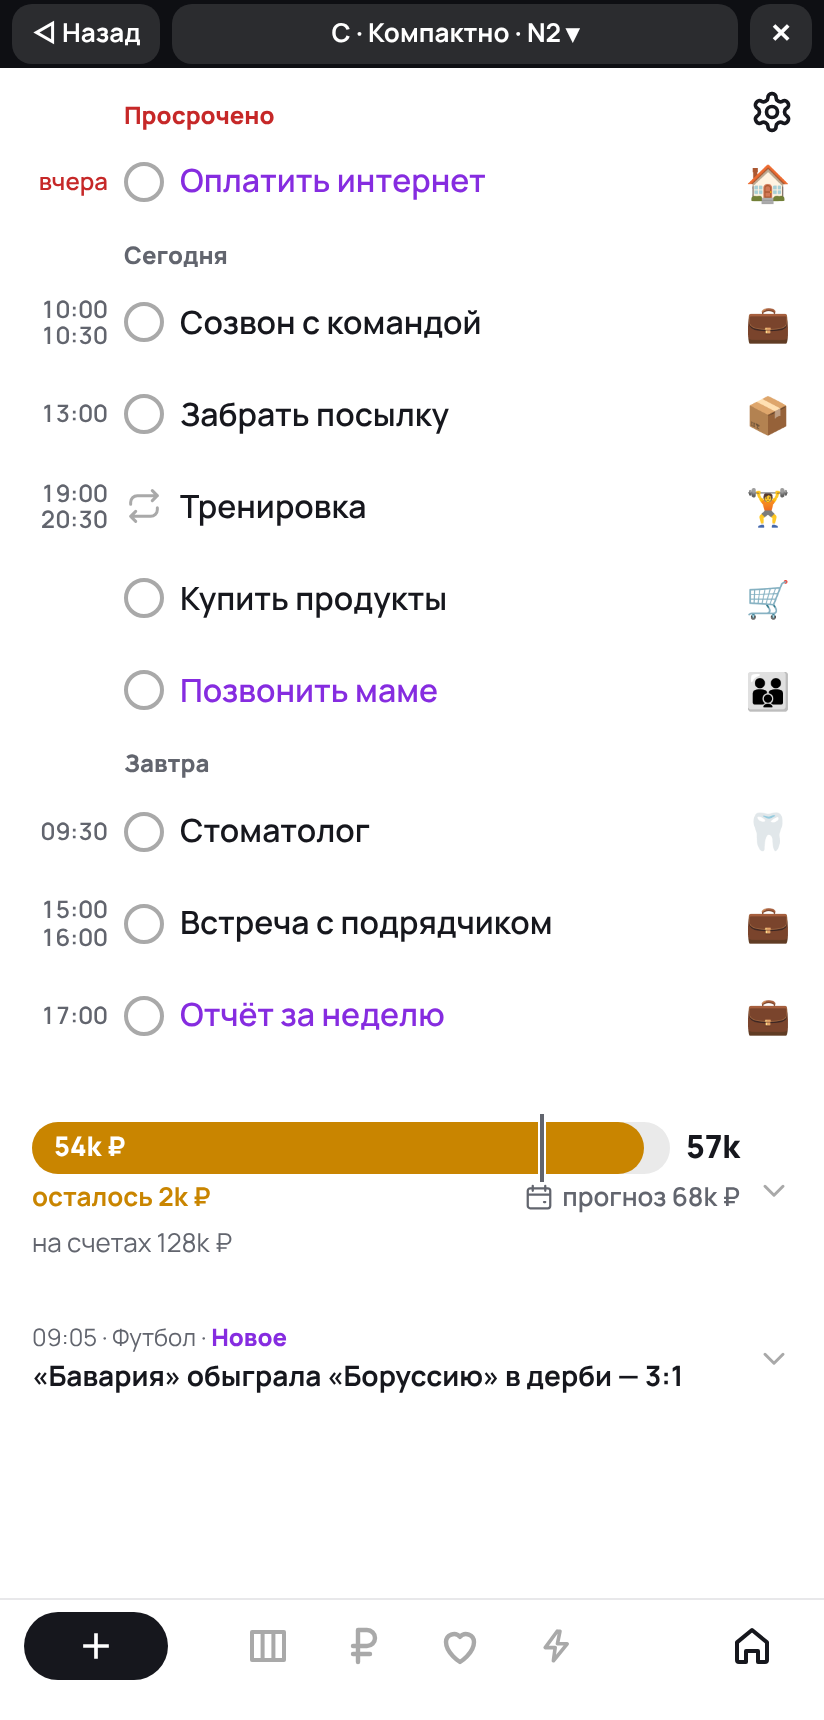 Назад
С · Компактно · N2 ▾
×
Просрочено
вчера Оплатить интернет
Сегодня
10:00
10:30
Созвон с командой
13:00 Забрать посылку
19:00
20:30
Тренировка
Купить продукты
Позвонить маме
Завтра
09:30 Стоматолог
15:00
16:00
Встреча с подрядчиком
17:00 Отчёт за неделю
54k ₽ 57k
осталось 2k ₽ прогноз 68k ₽
на счетах 128k ₽
09:05 · Футбол · Новое
«Бавария» обыграла «Боруссию» в дерби — 3:1